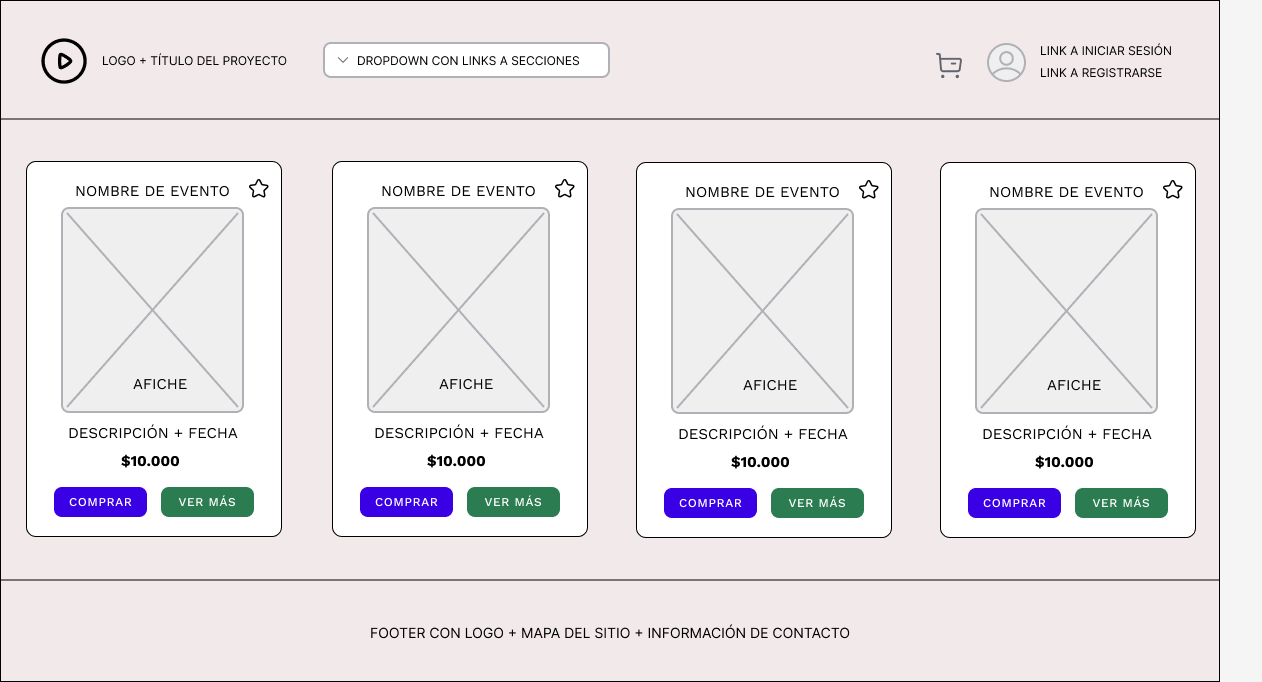 LOGO + TÍTULO DEL PROYECTO
DROPDOWN CON LINKS A SECCIONES
LINK A INICIAR SESIÓN
LINK A REGISTRARSE
NOMBRE DE EVENTO
AFICHE
DESCRIPCIÓN + FECHA
$10.000
COMPRAR
VER MÁS
NOMBRE DE EVENTO
AFICHE
DESCRIPCIÓN + FECHA
$10.000
COMPRAR
VER MÁS
NOMBRE DE EVENTO
AFICHE
DESCRIPCIÓN + FECHA
$10.000
COMPRAR
VER MÁS
NOMBRE DE EVENTO
AFICHE
DESCRIPCIÓN + FECHA
$10.000
COMPRAR
VER MÁS
FOOTER CON LOGO + MAPA DEL SITIO + INFORMACIÓN DE CONTACTO